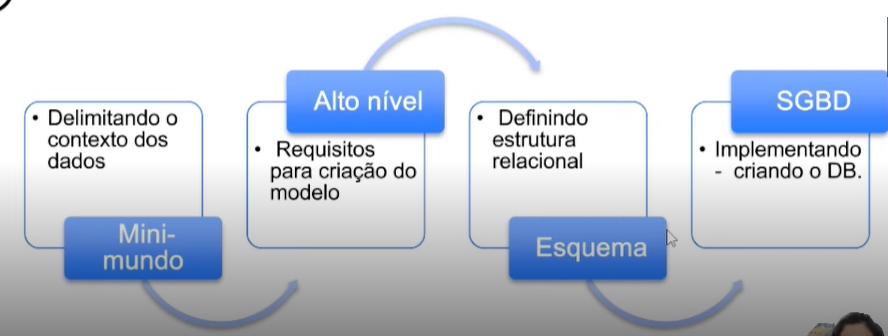 • Delimitando o
contexto dos
dados
Mini-
mundo
Alto nível
• Requisitos
para criação do
modelo
• Definindo
estrutura
relacional
Esquema
SGBD
• Implementando
- criando o DB.